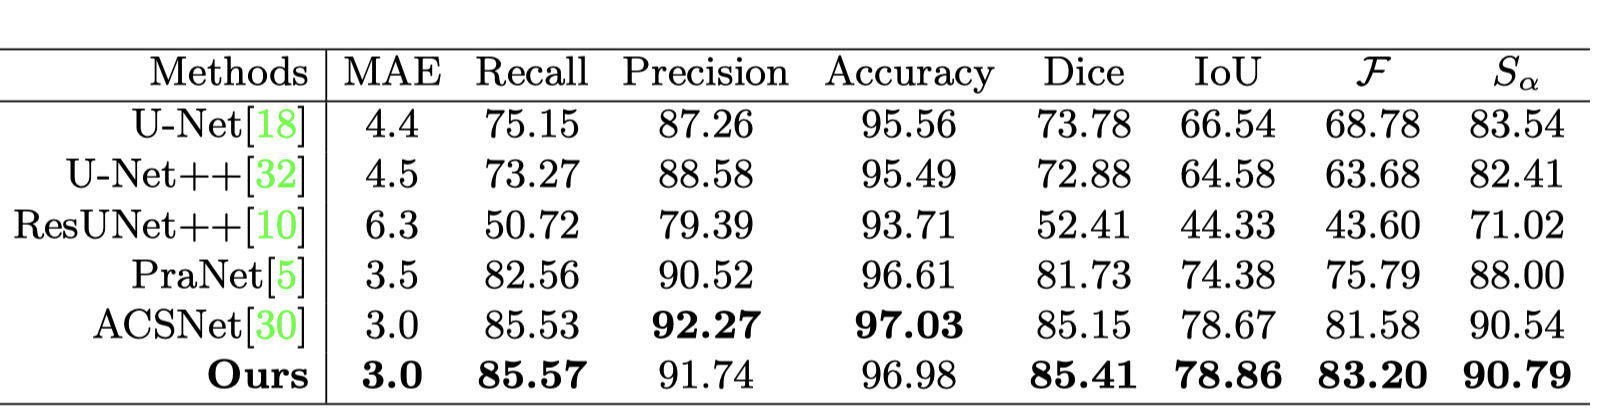 Methods MAE Recall Precision Accuracy Dice IoU ℱ Sα
U-Net[18] 4.4 75.15 87.26 95.56 73.78 66.54 68.78 83.54
U-Net++[32] 4.5 73.27 88.58 95.49 72.88 64.58 63.68 82.41
ResUNet++[10] 6.3 50.72 79.39 93.71 52.41 44.33 43.60 71.02
PraNet[5] 3.5 82.56 90.52 96.61 81.73 74.38 75.79 88.00
ACSNet[30] 3.0 85.53 92.27 97.03 85.15 78.67 81.58 90.54
Ours 3.0 85.57 91.74 96.98 85.41 78.86 83.20 90.79